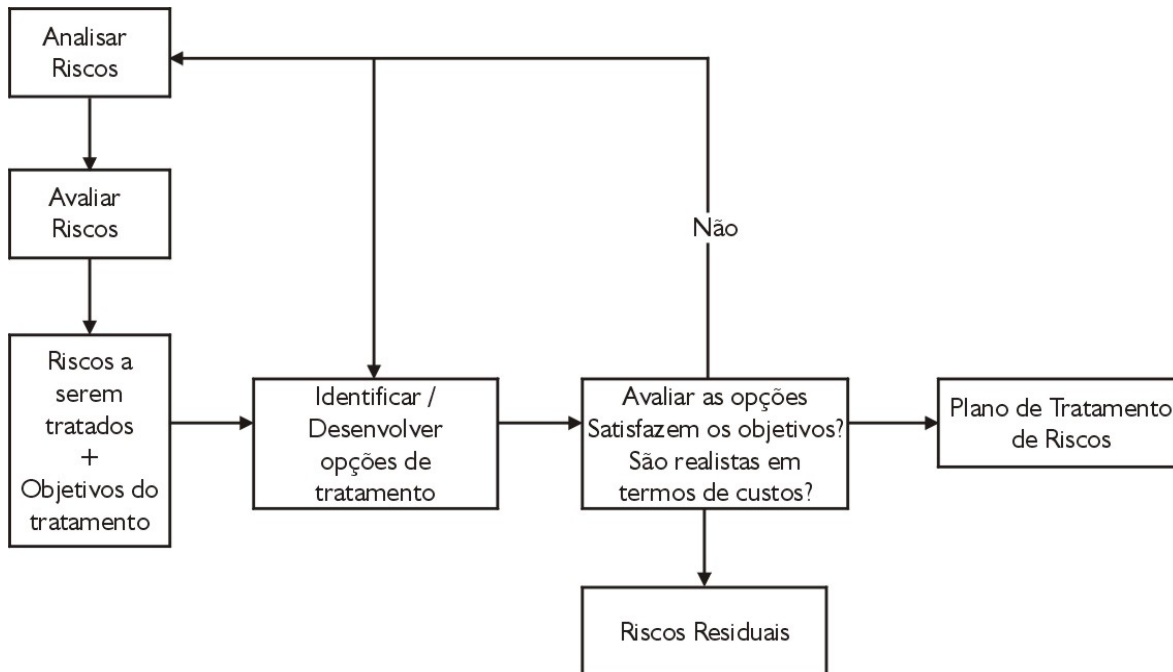 Analisar
Riscos
Avaliar
Riscos
Não
Riscos a
serem
tratados
+
Objetivos do
tratamento
Identificar /
Desenvolver
opções de
tratamento
Avaliar as opções
Satisfazem os objetivos?
São realistas em
termos de custos?
Plano de Tratamento
de Riscos
Riscos Residuais